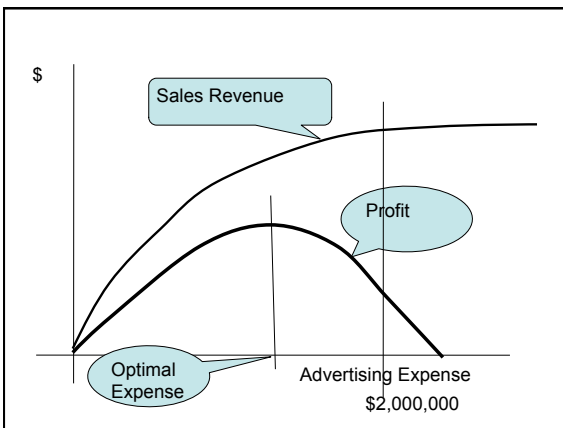 $
Sales Revenue
Profit
Optimal
Expense
Advertising Expense
$2,000,000